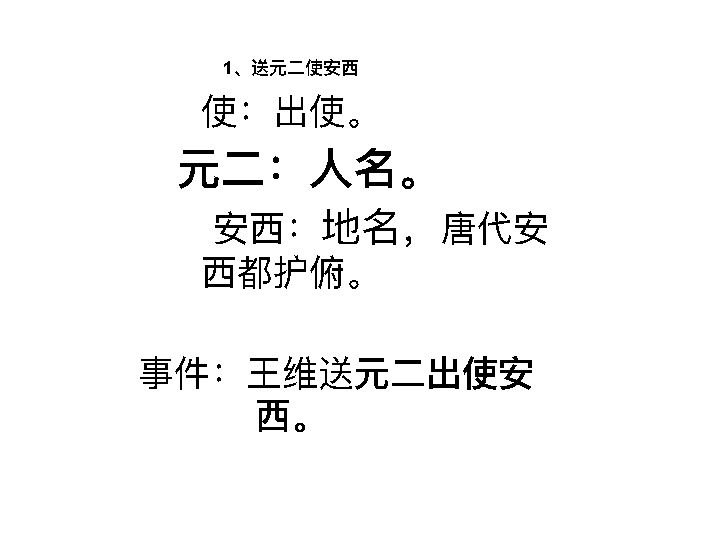 1、送元二使安西
使：出使。
元二：人名。
安西：地名，唐代安
西都护俯。
事件：王维送元二出使安
西。